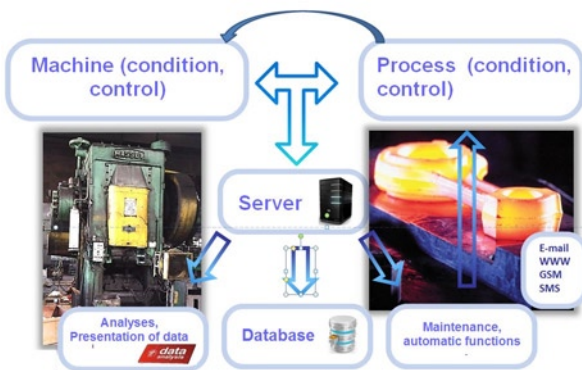 Machine (condition,
control)
Process (condition,
control)
Server
E-mail
WWW
GSM
SMS
Analyses,
Presentation of data
data
analysis
Database
Maintenance,
automatic functions